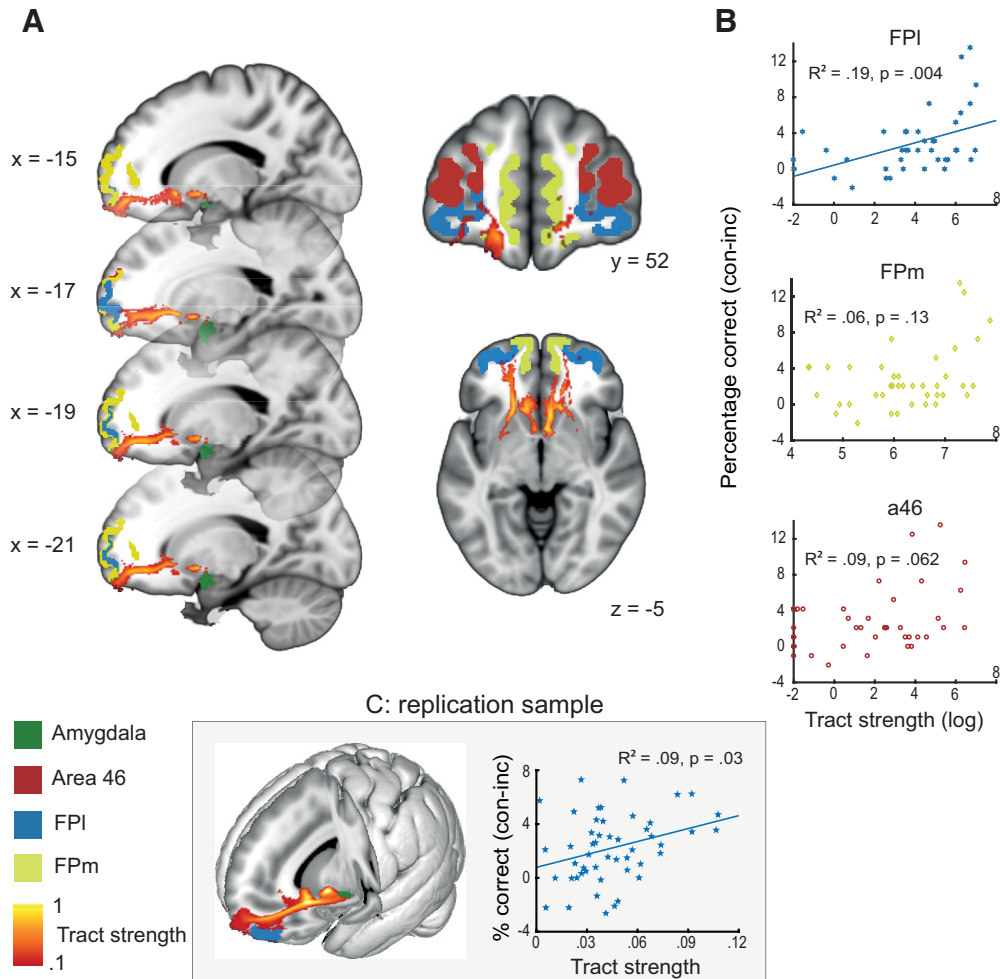 A
x = -15
x = -17
x = -19
x = -21
y = 52
z = -5
B
FPl
R² = .19, p = .004
12
8
4
0
-4
-2 0 2 4 6 8
FPm
R² = .06, p = .13
12
8
4
0
-4
4 5 6 7 8
a46
R² = .09, p = .062
12
8
4
0
-4
-2 0 2 4 6 8
Percentage correct (con-inc)
Tract strength (log)
Amygdala
Area 46
FPl
FPm
1
Tract strength
.1
C: replication sample
R² = .09, p = .03
8
4
0
-4
0 .03 .06 .09 .12
% correct (con-inc)
Tract strength